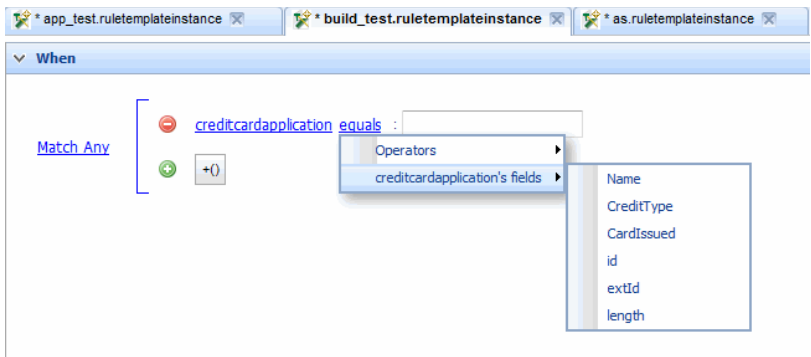 * app_test.ruletemplateinstance * build_test.ruletemplateinstance * as.ruletemplateinstance
When
creditcardapplication equals :
Match Any
+()
Operators
creditcardapplication's fields
Name
CreditType
CardIssued
id
extId
length